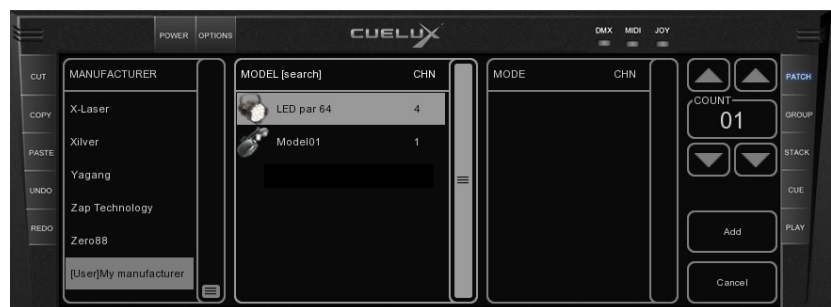 POWER OPTIONS CUELUX DMX MIDI JOY
CUT
COPY
PASTE
UNDO
REDO
MANUFACTURER
X-Laser
Xilver
Yagang
Zap Technology
Zero88
[User]My manufacturer
MODEL [search] CHN
LED par 64 4
Model01 1
MODE CHN
COUNT
01
Add
Cancel
PATCH
GROUP
STACK
CUE
PLAY